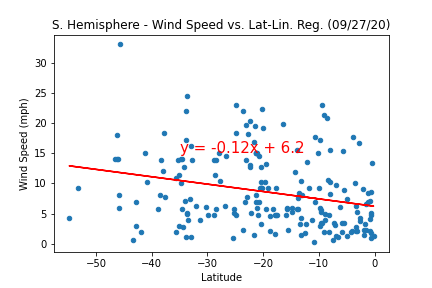 S. Hemisphere - Wind Speed vs. Lat-Lin. Reg. (09/27/20)
30
25
20
15
10
5
0
Wind Speed (mph)
y = -0.12x + 6.2
−50 −40 −30 −20 −10 0
Latitude